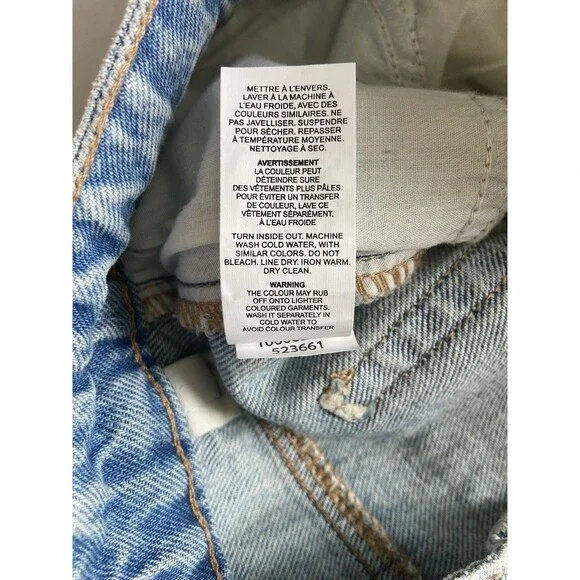 METTRE À L'ENVERS.
LAVER À LA MACHINE À
L'EAU FROIDE, AVEC DES
COULEURS SIMILAIRES. NE
PAS JAVELLISER. SUSPENDRE
POUR SÉCHER. REPASSER
À TEMPÉRATURE MOYENNE.
NETTOYAGE À SEC.
AVERTISSEMENT
LA COULEUR PEUT
DÉTEINDRE SURE
DES VÊTEMENTS PLUS PÂLES.
POUR ÉVITER UN TRANSFER
DE COULEUR, LAVE CE
VÊTEMENT SÉPARÉMENT,
À L'EAU FROIDE
TURN INSIDE OUT. MACHINE
WASH COLD WATER, WITH
SIMILAR COLORS. DO NOT
BLEACH. LINE DRY. IRON WARM.
DRY CLEAN.
WARNING
THE COLOUR MAY RUB
OFF ONTO LIGHTER
COLOURED GARMENTS.
WASH IT SEPARATELY IN
COLD WATER TO
AVOID COLOUR TRANSFER
523661